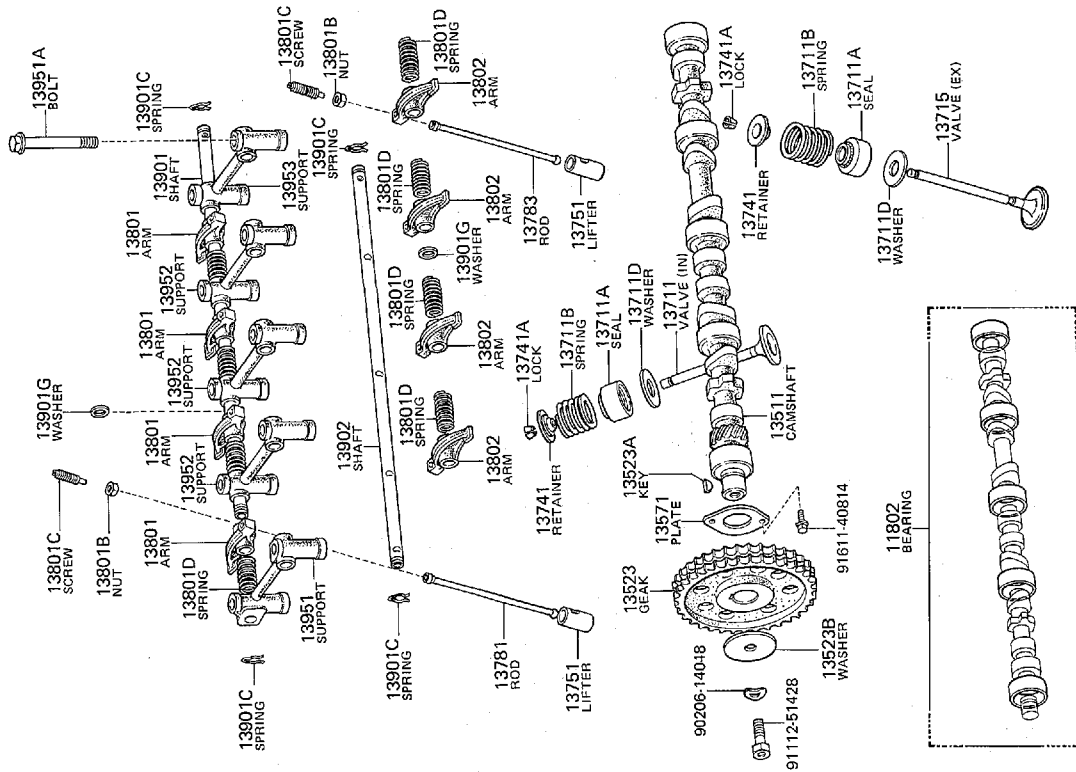 13951A
BOLT
13901C
SPRING
13901
SHAFT
13953
SUPPORT
13801
ARM
13952
SUPPORT
13801
ARM
13952
SUPPORT
13901G
WASHER
13801
ARM
13952
SUPPORT
13801C
SCREW
13801B
NUT
13801
ARM
13801D
SPRING
13951
SUPPORT
13901C
SPRING
13801C
SCREW
13801B
NUT
13801D
SPRING
13802
ARM
13901C
SPRING
13801D
SPRING
13802
ARM
13783
ROD
13751
LIFTER
13901G
WASHER
13801D
SPRING
13802
ARM
13902
SHAFT
13801D
SPRING
13802
ARM
13901C
SPRING
13781
ROD
13751
LIFTER
13741A
LOCK
13711B
SPRING
13711A
SEAL
13711D
WASHER
13711
VALVE (IN)
13741
RETAINER
13741A
LOCK
13711B
SPRING
13711A
SEAL
13715
VALVE (EX)
13741
RETAINER
13711D
WASHER
13511
CAMSHAFT
13523A
KEY
13571
PLATE
91611-40814
13523
GEAK
13523B
WASHER
90206-14048
91112-51428
11802
BEARING